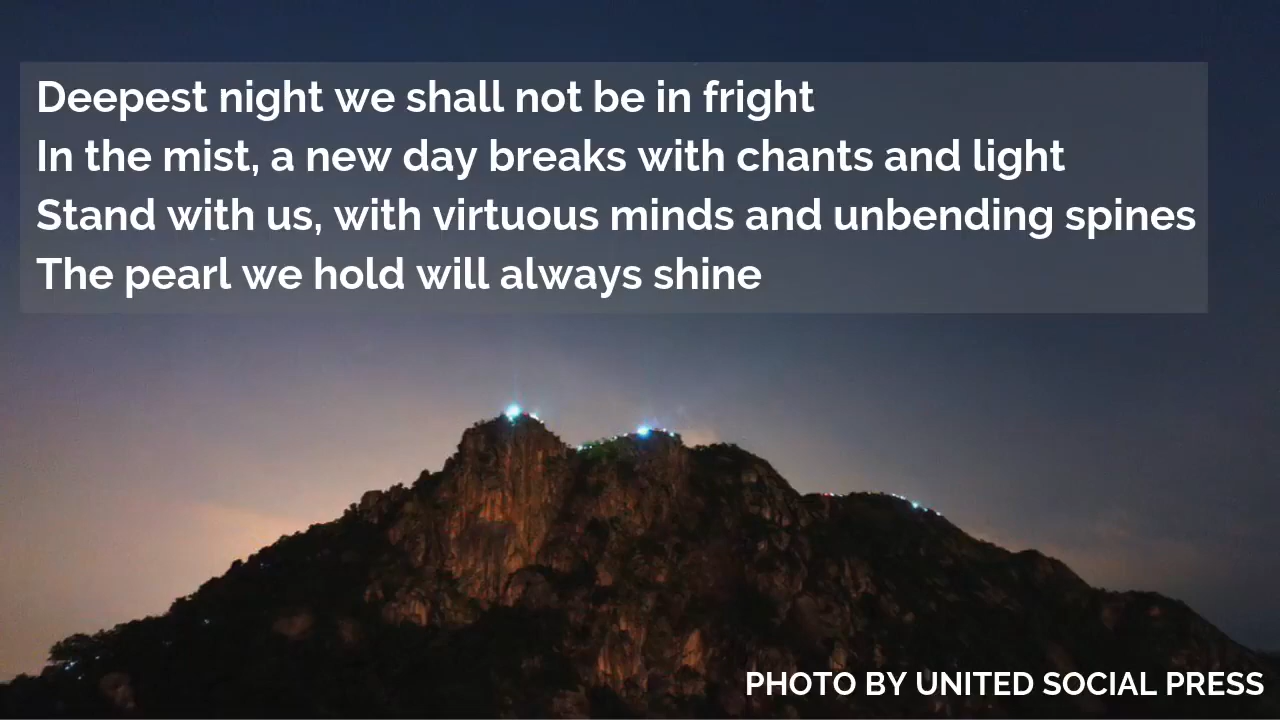 Deepest night we shall not be in fright
In the mist, a new day breaks with chants and light
Stand with us, with virtuous minds and unbending spines
The pearl we hold will always shine
PHOTO BY UNITED SOCIAL PRESS